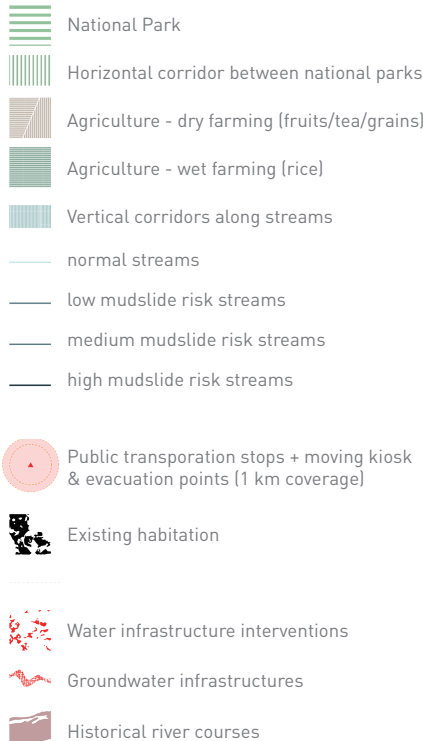 National Park
Horizontal corridor between national parks
Agriculture - dry farming (fruits/tea/grains)
Agriculture - wet farming (rice)
Vertical corridors along streams
normal streams
low mudslide risk streams
medium mudslide risk streams
high mudslide risk streams
Public transporation stops + moving kiosk
& evacuation points (1 km coverage)
Existing habitation
Water infrastructure interventions
Groundwater infrastructures
Historical river courses